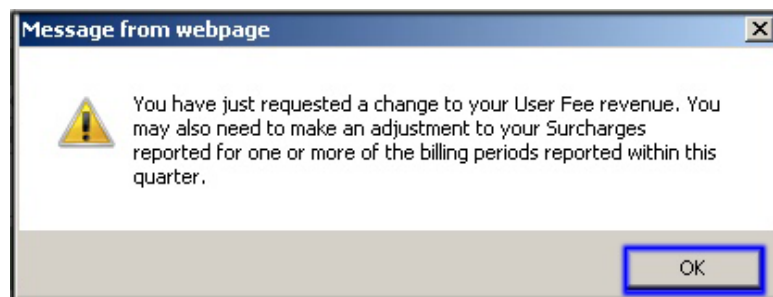 Message from webpage
You have just requested a change to your User Fee revenue. You
may also need to make an adjustment to your Surcharges
reported for one or more of the billing periods reported within this
quarter.
OK